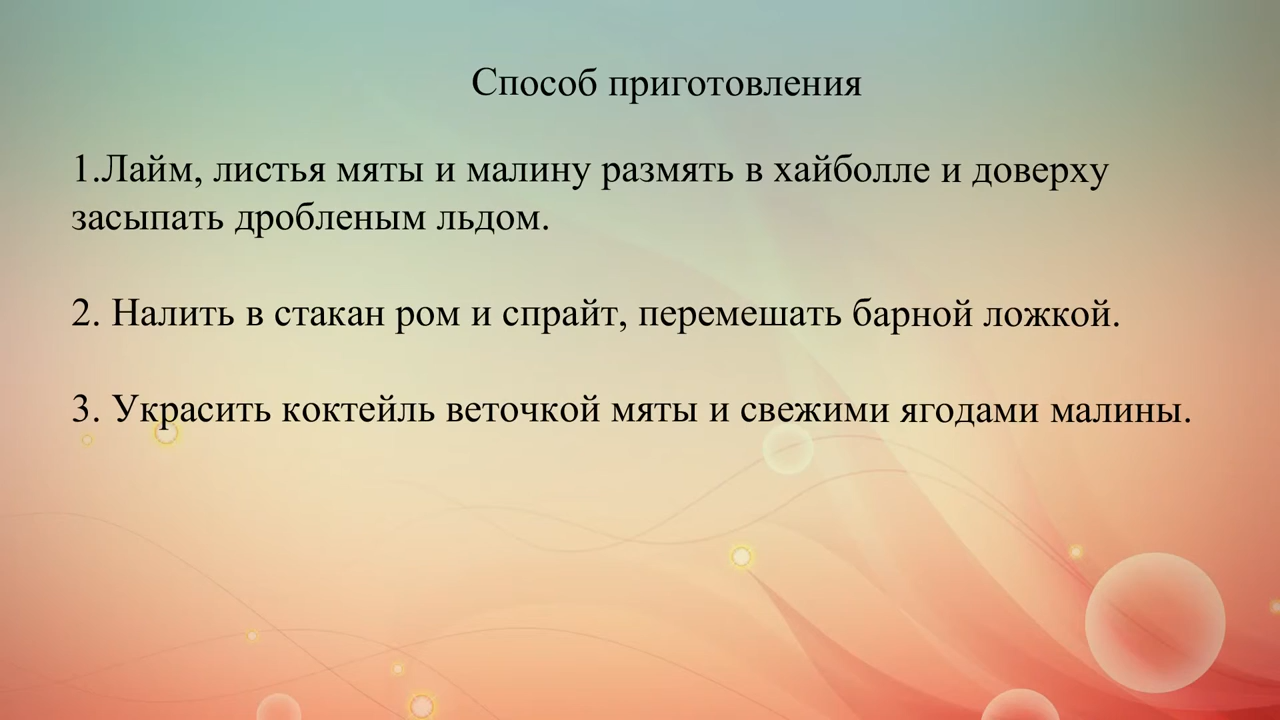 Способ приготовления
1.Лайм, листья мяты и малину размять в хайболле и доверху
засыпать дробленым льдом.
2. Налить в стакан ром и спрайт, перемешать барной ложкой.
3. Украсить коктейль веточкой мяты и свежими ягодами малины.